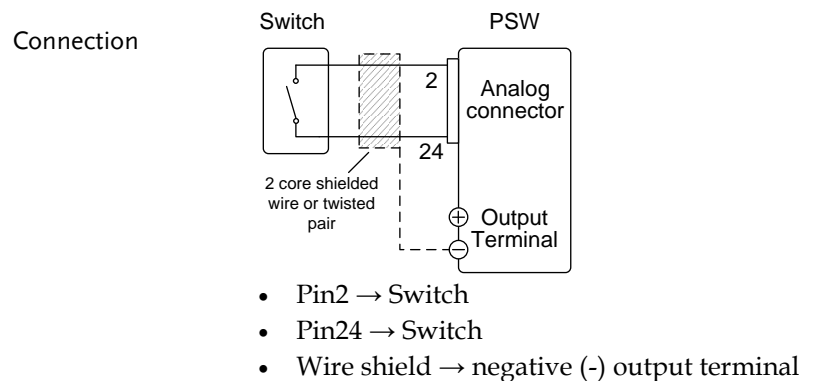 Connection
Switch
PSW
2
Analog
connector
24
2 core shielded
wire or twisted
pair
+
Output
Terminal
−
• Pin2 → Switch
• Pin24 → Switch
• Wire shield → negative (-) output terminal